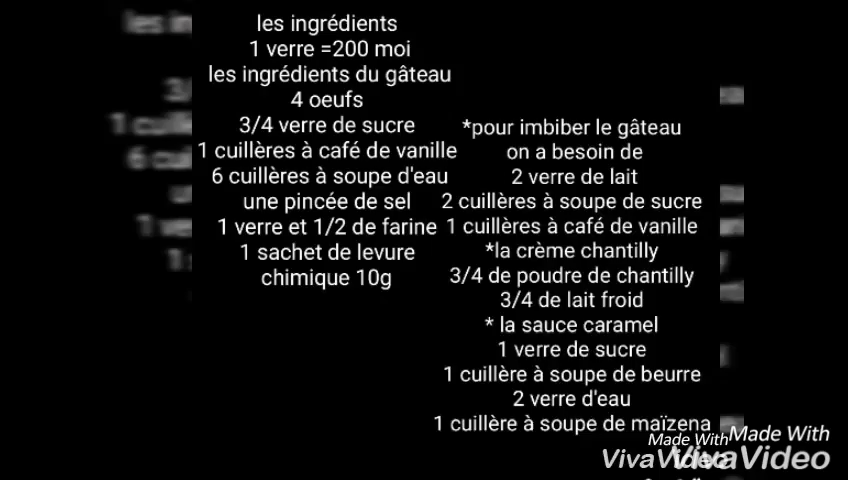 les ingrédients
1 verre =200 moi
les ingrédients du gâteau
4 oeufs
3/4 verre de sucre
1 cuillères à café de vanille
6 cuillères à soupe d'eau
une pincée de sel
1 verre et 1/2 de farine
1 sachet de levure
chimique 10g
*pour imbiber le gâteau
on a besoin de
2 verre de lait
2 cuillères à soupe de sucre
1 cuillères à café de vanille
*la crème chantilly
3/4 de poudre de chantilly
3/4 de lait froid
* la sauce caramel
1 verre de sucre
1 cuillère à soupe de beurre
2 verre d'eau
1 cuillère à soupe de maïzena
Made With
VivaVideo
Made With
VivaVideo